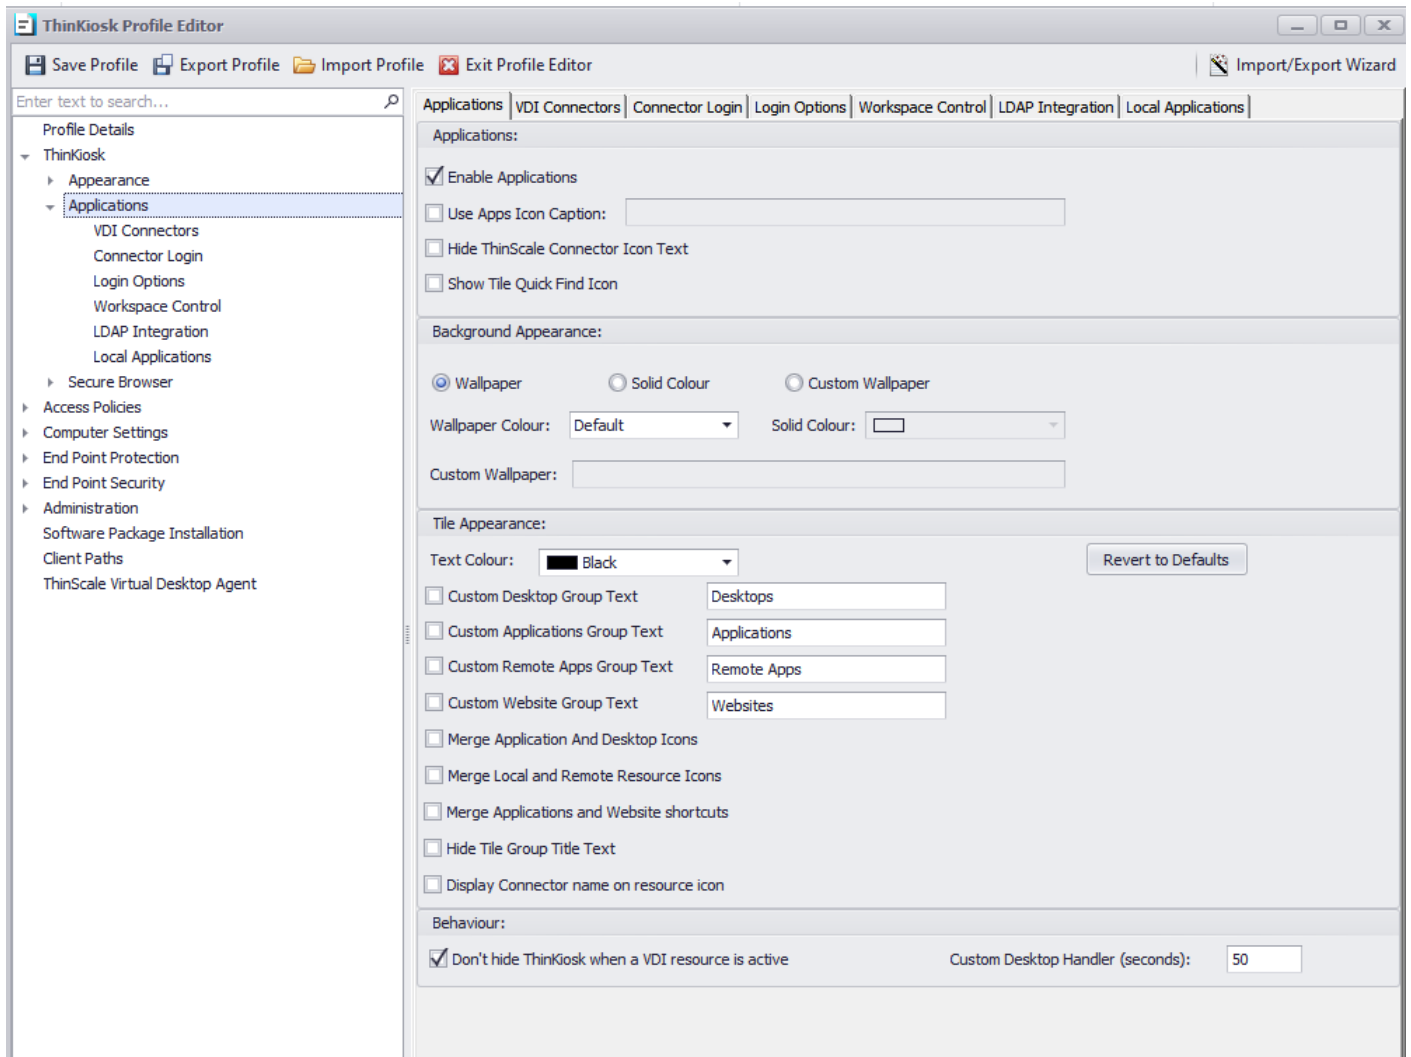 ThinKiosk Profile Editor
Save Profile Export Profile Import Profile Exit Profile Editor Import/Export Wizard
Enter text to search...
Profile Details
ThinKiosk
Appearance
Applications
VDI Connectors
Connector Login
Login Options
Workspace Control
LDAP Integration
Local Applications
Secure Browser
Access Policies
Computer Settings
End Point Protection
End Point Security
Administration
Software Package Installation
Client Paths
ThinScale Virtual Desktop Agent
Applications VDI Connectors Connector Login Login Options Workspace Control LDAP Integration Local Applications
Applications:
Enable Applications
Use Apps Icon Caption:
Hide ThinScale Connector Icon Text
Show Tile Quick Find Icon
Background Appearance:
Wallpaper Solid Colour Custom Wallpaper
Wallpaper Colour: Default Solid Colour:
Custom Wallpaper:
Tile Appearance:
Text Colour: Black Revert to Defaults
Custom Desktop Group Text Desktops
Custom Applications Group Text Applications
Custom Remote Apps Group Text Remote Apps
Custom Website Group Text Websites
Merge Application And Desktop Icons
Merge Local and Remote Resource Icons
Merge Applications and Website shortcuts
Hide Tile Group Title Text
Display Connector name on resource icon
Behaviour:
Don't hide ThinKiosk when a VDI resource is active Custom Desktop Handler (seconds): 50